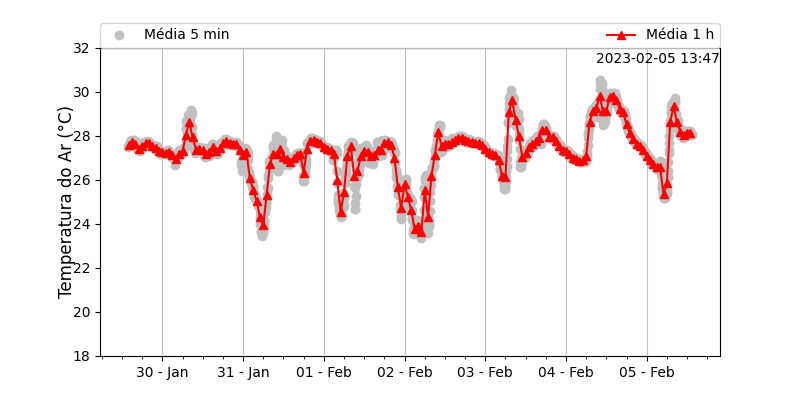 Média 5 min
Média 1 h
2023-02-05 13:47
Temperatura do Ar (°C)
32
30
28
26
24
22
20
18
30 - Jan
31 - Jan
01 - Feb
02 - Feb
03 - Feb
04 - Feb
05 - Feb